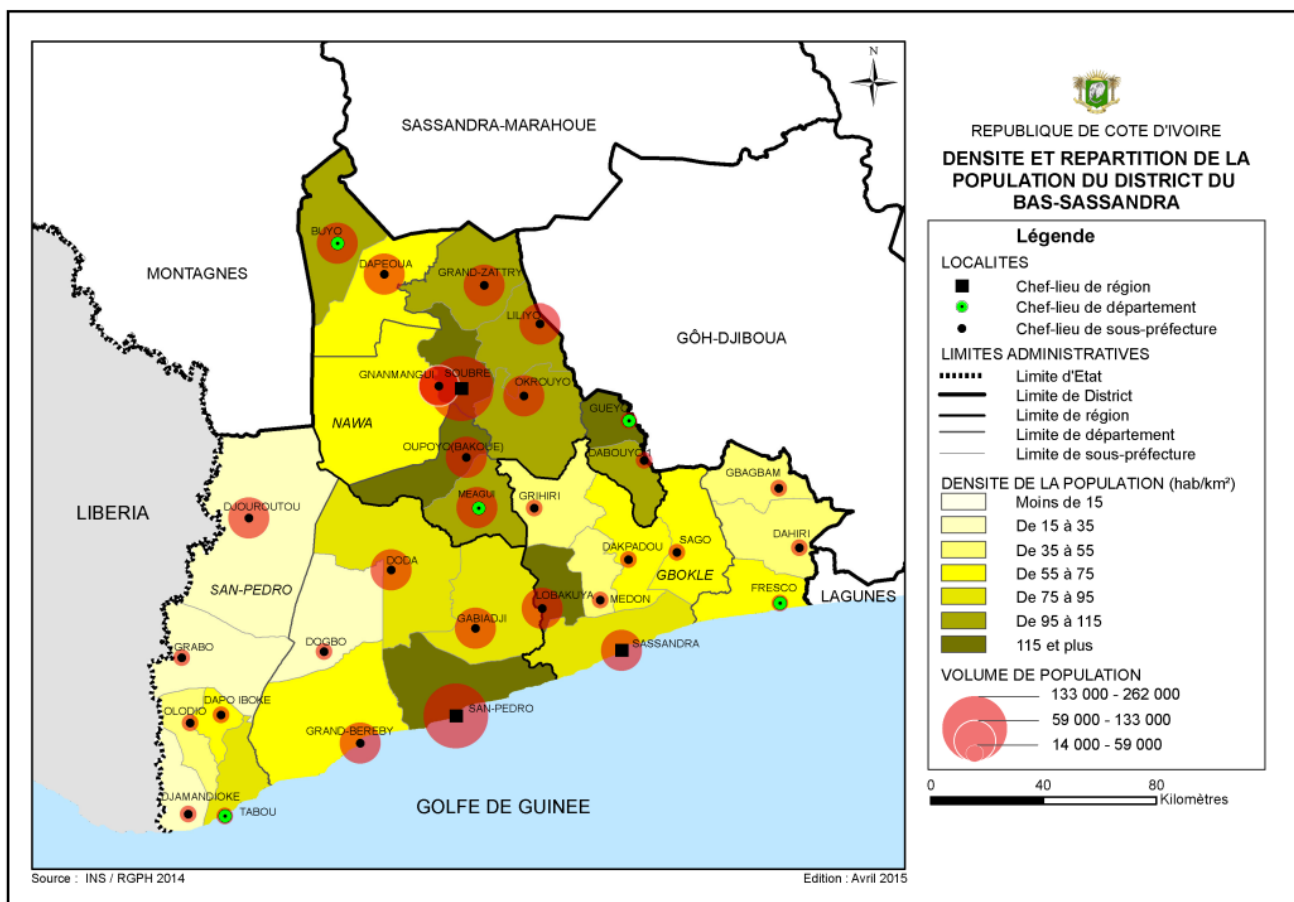 N
SASSANDRA-MARAHOUE
MONTAGNES
GÔH-DJIBOUA
LIBERIA
LAGUNES
GOLFE DE GUINEE
NAWA
SAN-PEDRO
GBOKLE
BUYO
DAPEOUA
GRAND-ZATTRY
LILIYO
GNANMANGUI
SOUBRE
OKROUYO
GUEYO
OUPOYO(BAKOUE)
DABOUYO 1
MEAGUI
GRIHIRI
GBAGBAM
DJOUROUTOU
DAKPADOU
SAGO
DAHIRI
DODA
FRESCO
LOBAKUYA
MEDON
GABIADJI
SASSANDRA
GRABO
DOGBO
DAPO IBOKE
OLODIO
SAN-PEDRO
GRAND-BEREBY
DJAMANDIOKE
TABOU
Source : INS / RGPH 2014
Edition : Avril 2015
REPUBLIQUE DE COTE D'IVOIRE
DENSITE ET REPARTITION DE LA
POPULATION DU DISTRICT DU
BAS-SASSANDRA
Légende
LOCALITES
Chef-lieu de région
Chef-lieu de département
Chef-lieu de sous-préfecture
LIMITES ADMINISTRATIVES
Limite d'Etat
Limite de District
Limite de région
Limite de département
Limite de sous-préfecture
DENSITE DE LA POPULATION (hab/km²)
Moins de 15
De 15 à 35
De 35 à 55
De 55 à 75
De 75 à 95
De 95 à 115
115 et plus
VOLUME DE POPULATION
133 000 - 262 000
59 000 - 133 000
14 000 - 59 000
0 40 80
Kilomètres